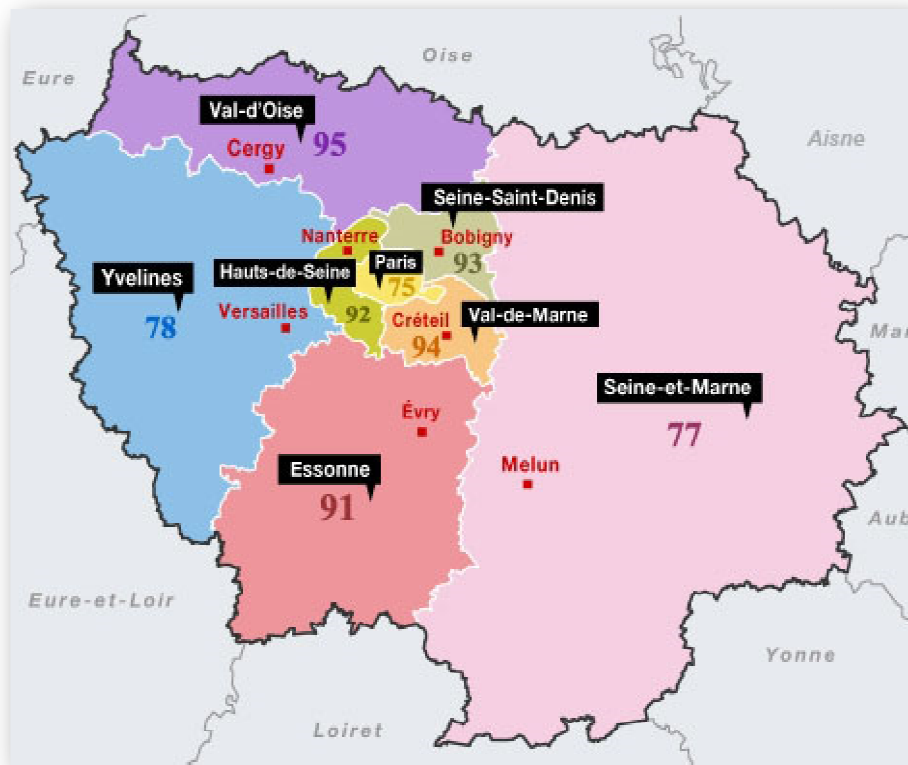 Oise
Eure
Val-d'Oise
95
Cergy
Aisne
Seine-Saint-Denis
Nanterre
Bobigny
Paris
93
Yvelines
Hauts-de-Seine
75
Versailles
92
Créteil
Val-de-Marne
78
94
Mar
Seine-et-Marne
Évry
77
Essonne
Melun
91
Aub
Eure-et-Loir
Yonne
Loiret